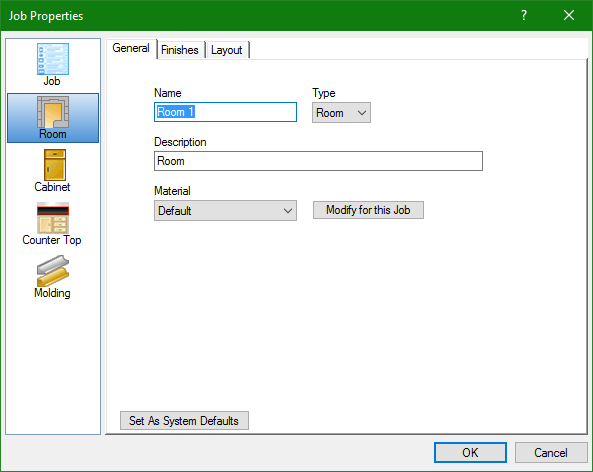 Job Properties
?
Job
Room
Cabinet
Counter Top
Molding
General Finishes Layout
Name Type
Room 1 Room
Description
Room
Material
Default Modify for this Job
Set As System Defaults
OK Cancel